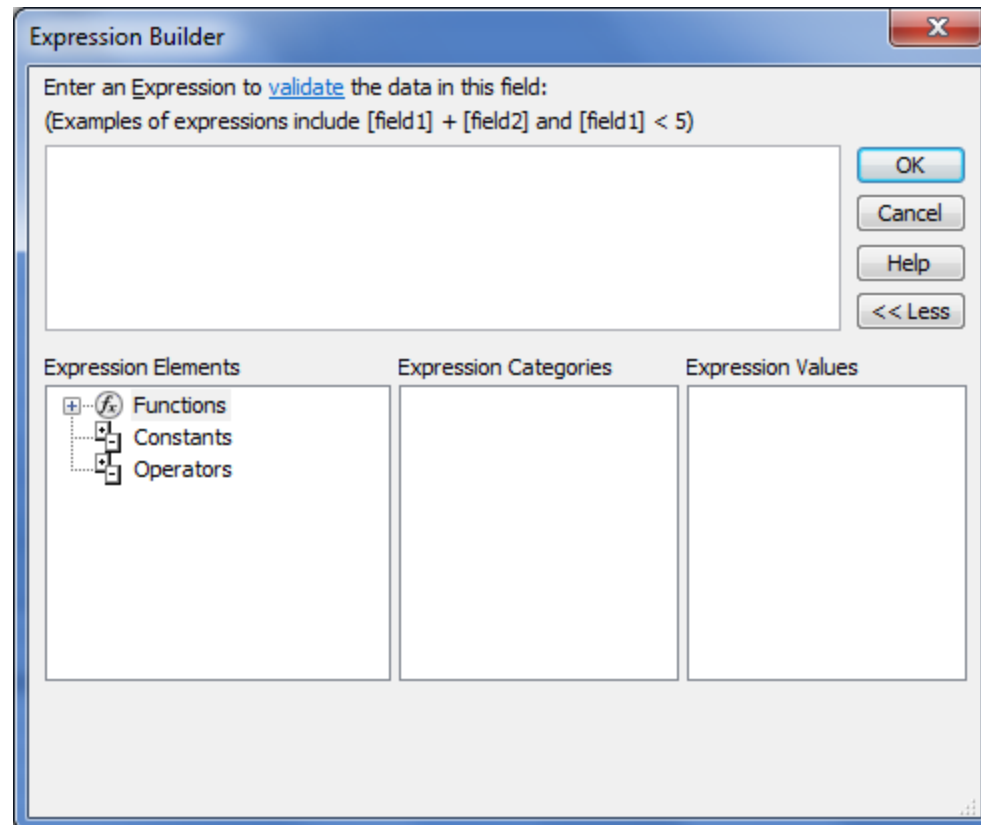 Expression Builder
Enter an Expression to validate the data in this field:
(Examples of expressions include [field1] + [field2] and [field1] < 5)
OK
Cancel
Help
<< Less
Expression Elements
Expression Categories
Expression Values
Functions
Constants
Operators